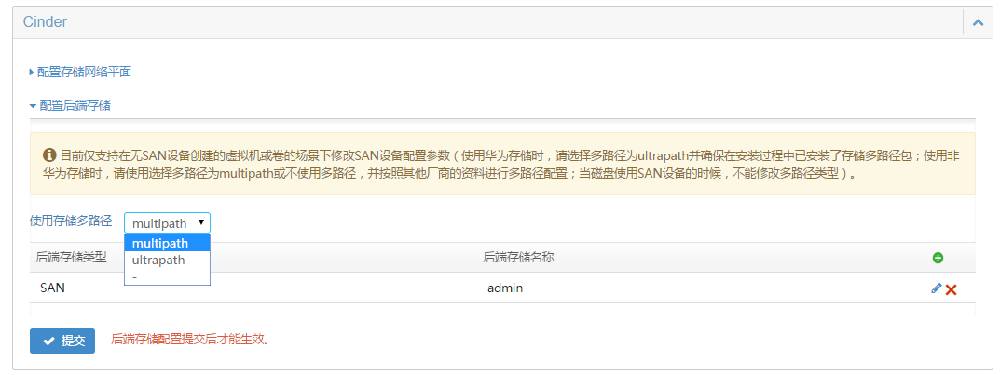 Cinder
配置存储网络平面
配置后端存储
目前仅支持在无SAN设备创建的虚拟机或卷的场景下修改SAN设备配置参数（使用华为存储时，请选择多路径为ultrapath并确保在安装过程中已安装了存储多路径包；使用非
华为存储时，请使用选择多路径为multipath或不使用多路径，并按照其他厂商的资料进行多路径配置；当磁盘使用SAN设备的时候，不能修改多路径类型）。
使用存储多路径 multipath
multipath
ultrapath
-
后端存储类型 后端存储名称
SAN admin
提交 后端存储配置提交后才能生效。